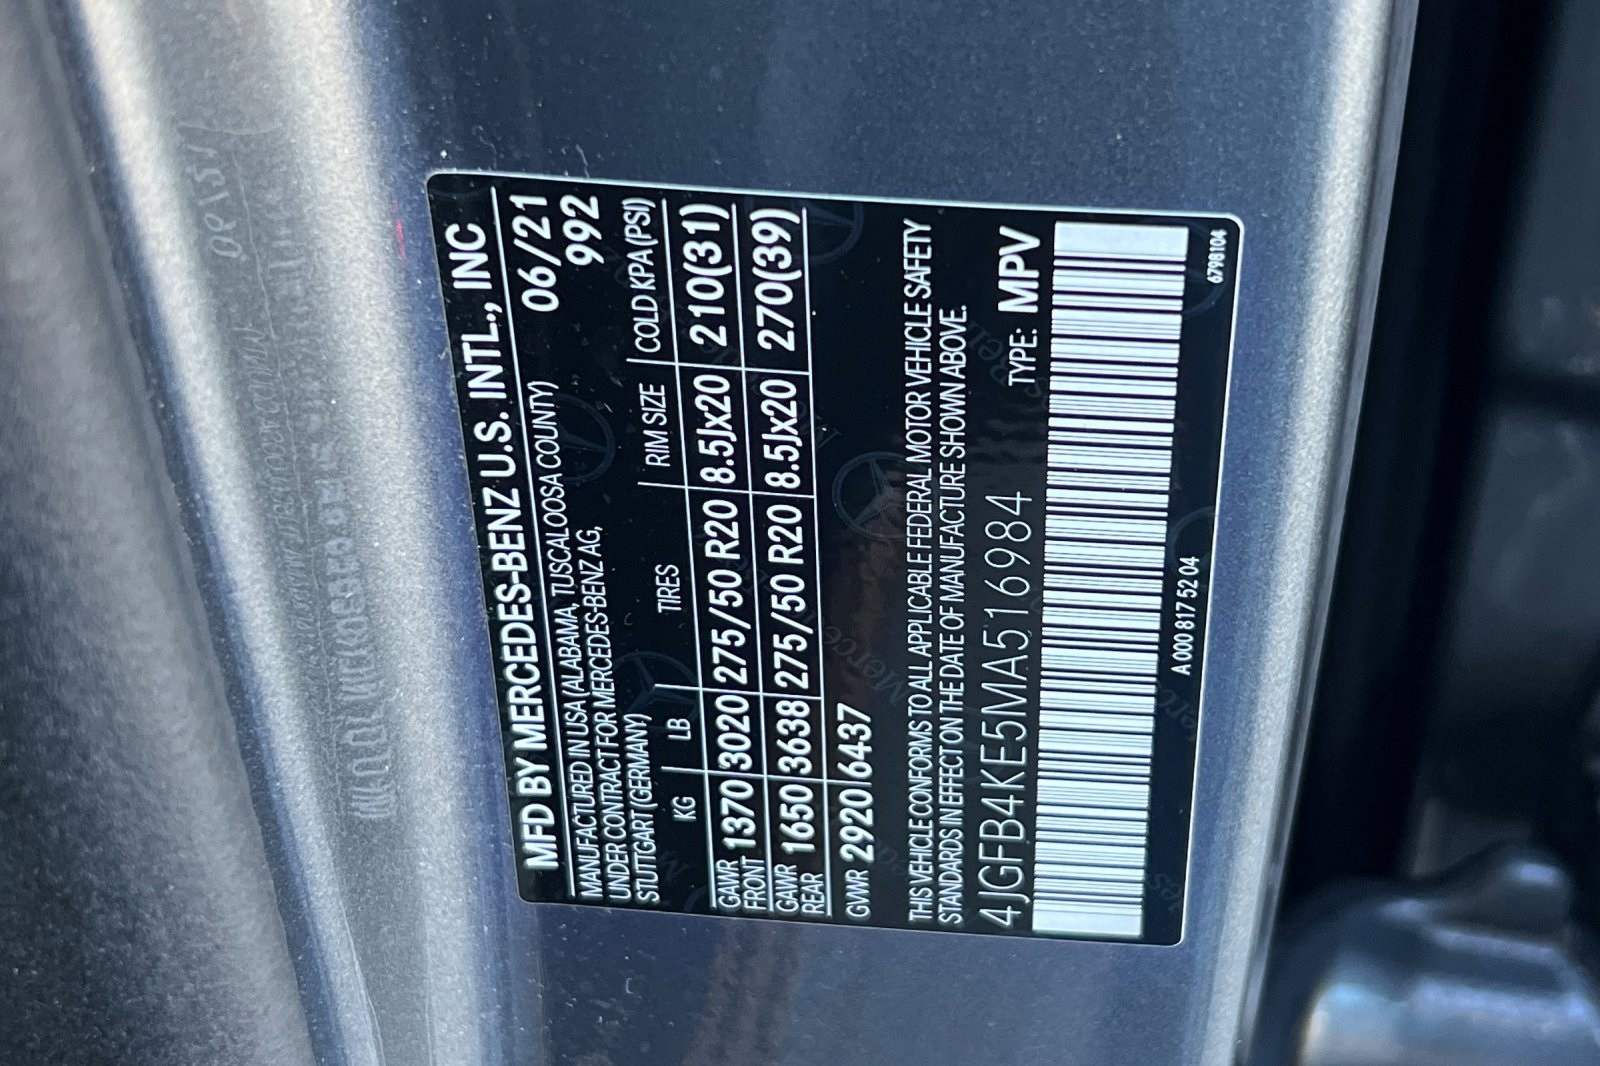 MFD BY MERCEDES-BENZ U.S. INTL., INC
MANUFACTURED IN USA (ALABAMA, TUSCALOOSA COUNTY) 06/21
UNDER CONTRACT FOR MERCEDES-BENZ AG, 992
STUTTGART (GERMANY)
KG LB TIRES RIM SIZE COLD KPA (PSI)
GAWR FRONT 1370 3020 275/50 R20 8.5Jx20 210(31)
GAWR REAR 1650 3638 275/50 R20 8.5Jx20 270(39)
GVWR 2920 6437
THIS VEHICLE CONFORMS TO ALL APPLICABLE FEDERAL MOTOR VEHICLE SAFETY
STANDARDS IN EFFECT ON THE DATE OF MANUFACTURE SHOWN ABOVE.
4JGFB4KE5MA516984 TYPE: MPV
A 000 817 52 04 6798104